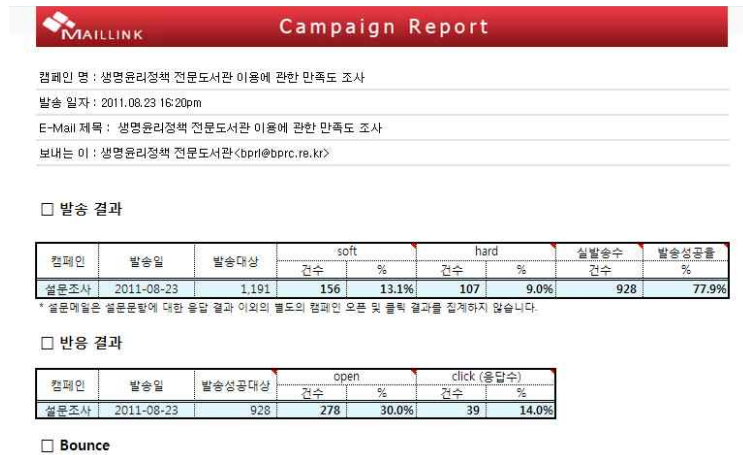 MAILLINK
Campaign Report
캠페인 명 : 생명윤리정책 전문도서관 이용에 관한 만족도 조사
발송 일자 : 2011.08.23 16:20pm
E-Mail 제목 : 생명윤리정책 전문도서관 이용에 관한 만족도 조사
보내는 이 : 생명윤리정책 전문도서관<bprl@bprc.re.kr>
□ 발송 결과
캠페인 발송일 발송대상 soft hard 실발송수 발송성공율
건수 % 건수 % 건수 %
설문조사 2011-08-23 1,191 156 13.1% 107 9.0% 928 77.9%
* 설문메일은 설문문항에 대한 응답 결과 이외의 별도의 캠페인 오픈 및 클릭 결과를 집계하지 않습니다.
□ 반응 결과
캠페인 발송일 발송성공대상 open click (응답수)
건수 % 건수 %
설문조사 2011-08-23 928 278 30.0% 39 14.0%
□ Bounce